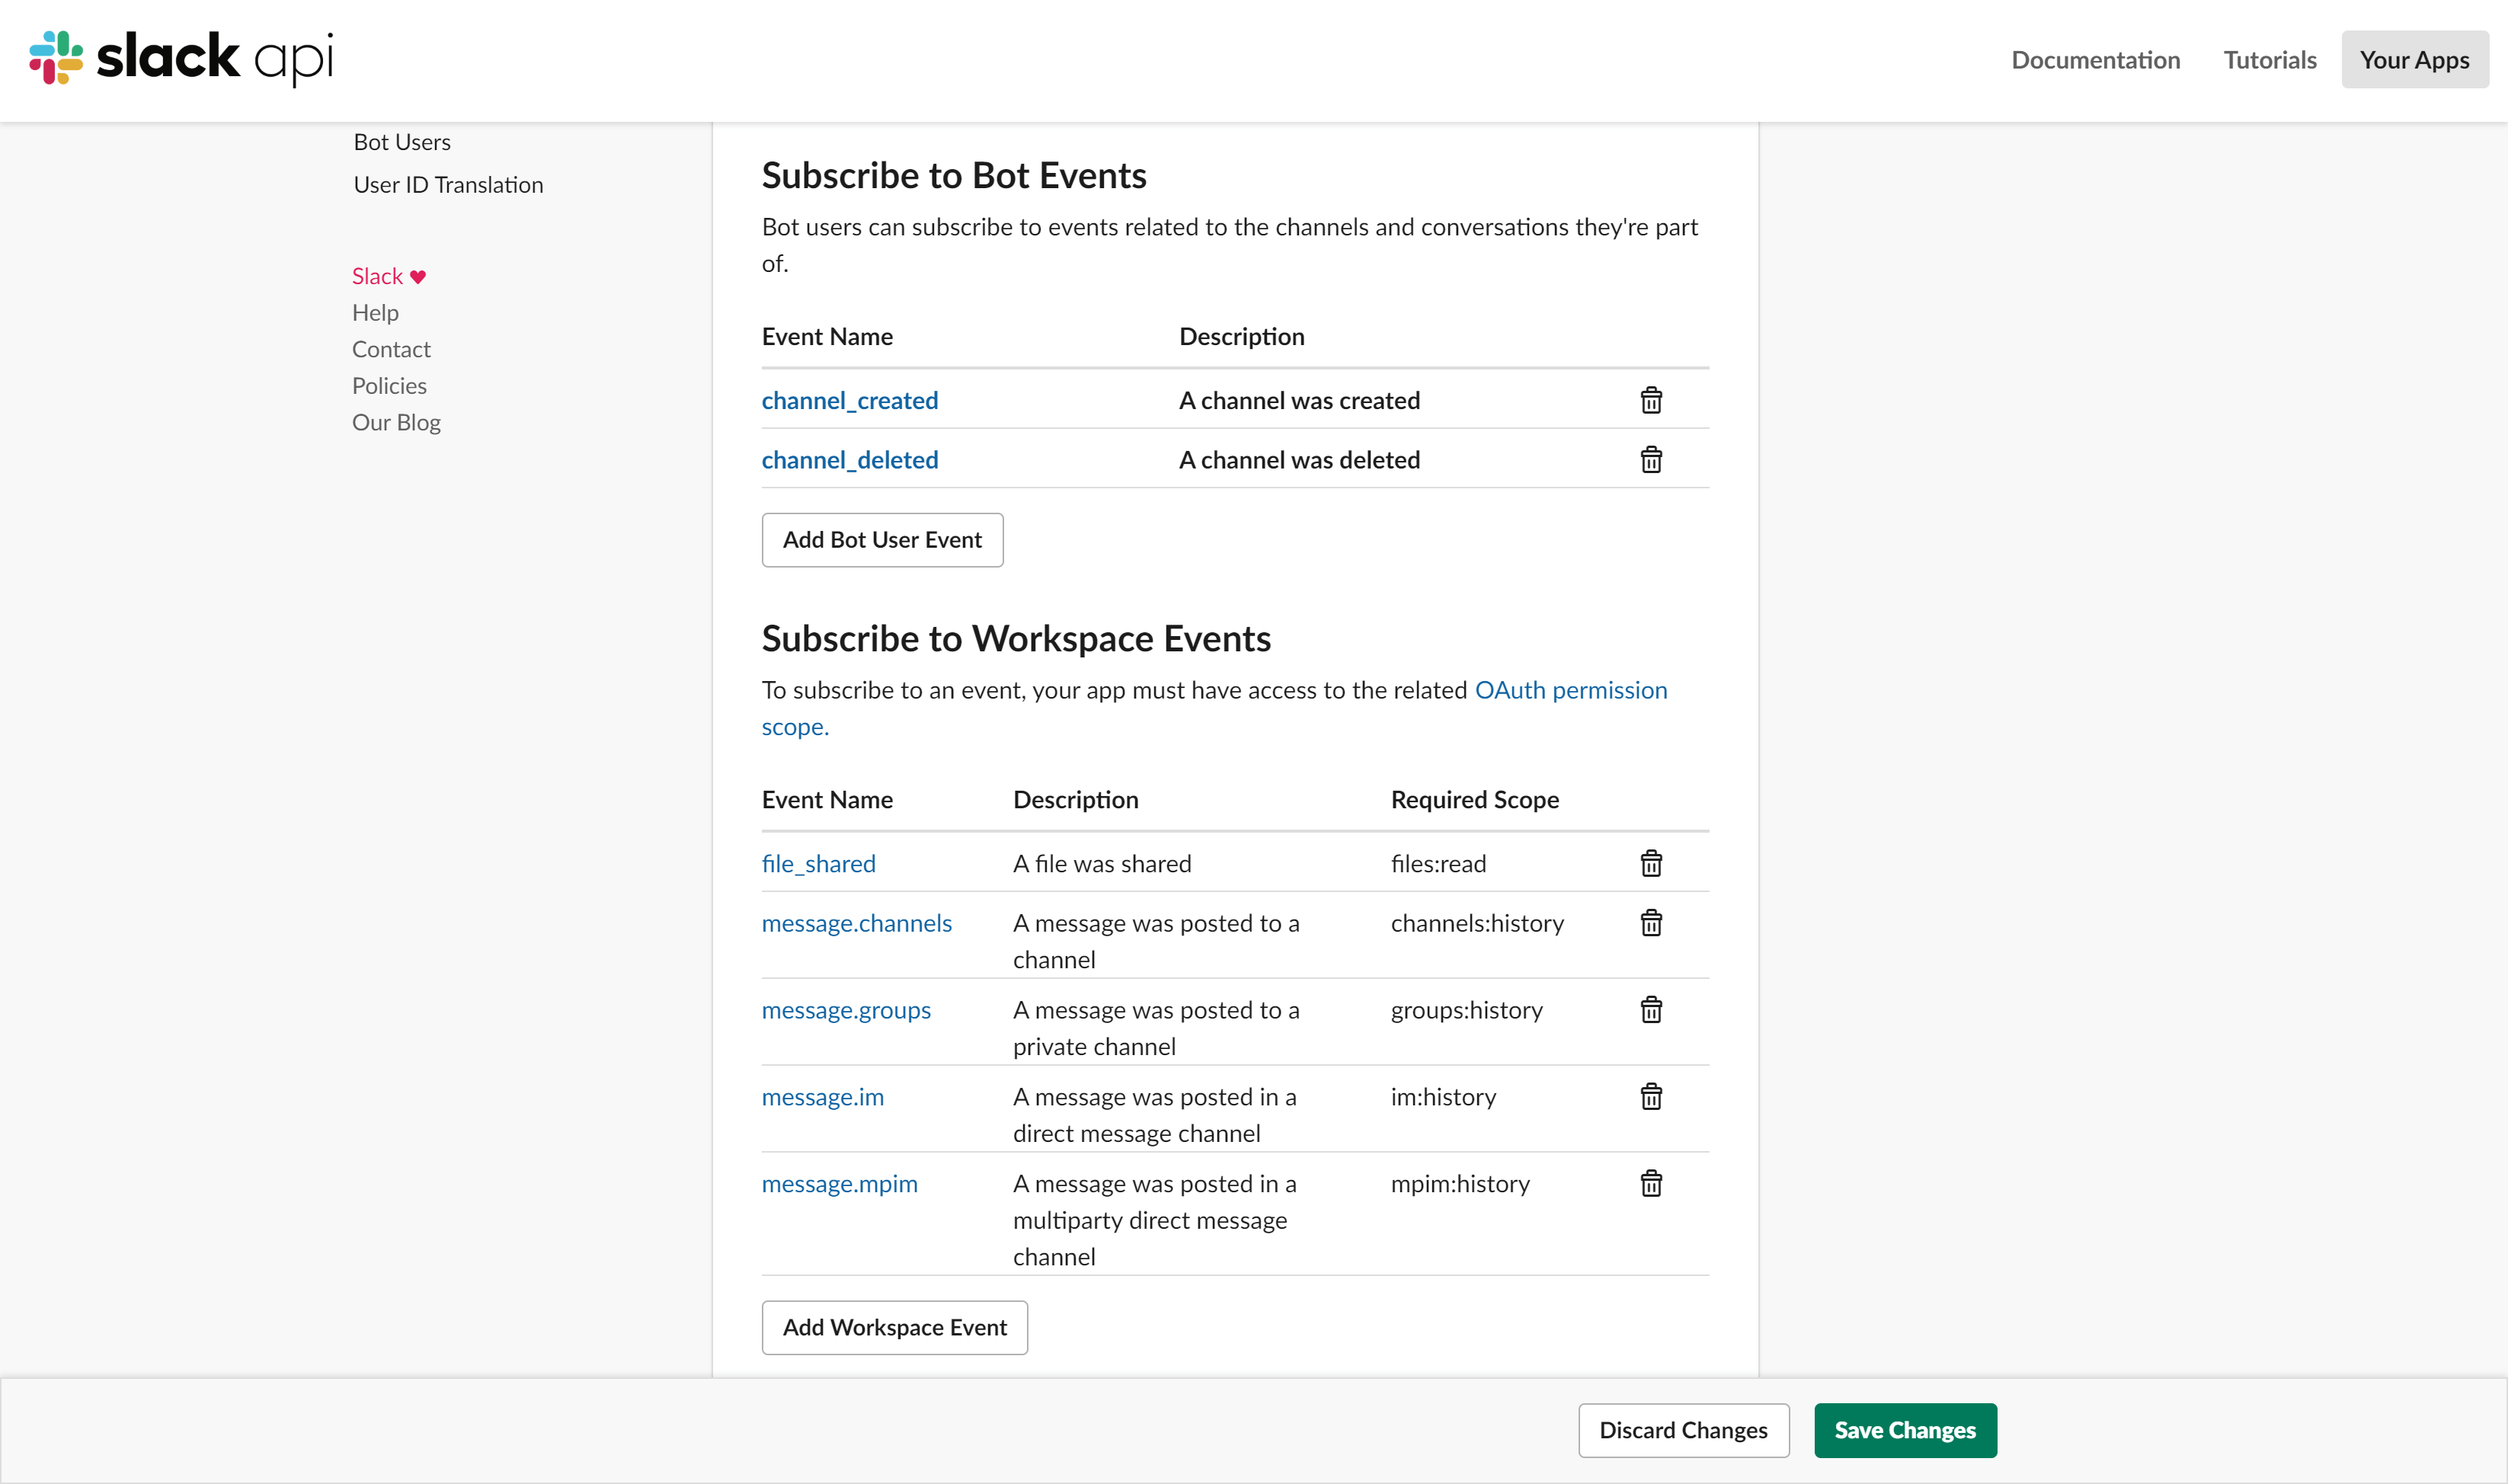 slack api
Documentation Tutorials Your Apps
Bot Users
User ID Translation
Slack ♥
Help
Contact
Policies
Our Blog
Subscribe to Bot Events
Bot users can subscribe to events related to the channels and conversations they're part
of.
Event Name Description
channel_created A channel was created
channel_deleted A channel was deleted
Add Bot User Event
Subscribe to Workspace Events
To subscribe to an event, your app must have access to the related OAuth permission
scope.
Event Name Description Required Scope
file_shared A file was shared files:read
message.channels A message was posted to a channels:history
channel
message.groups A message was posted to a groups:history
private channel
message.im A message was posted in a im:history
direct message channel
message.mpim A message was posted in a mpim:history
multiparty direct message
channel
Add Workspace Event
Discard Changes Save Changes